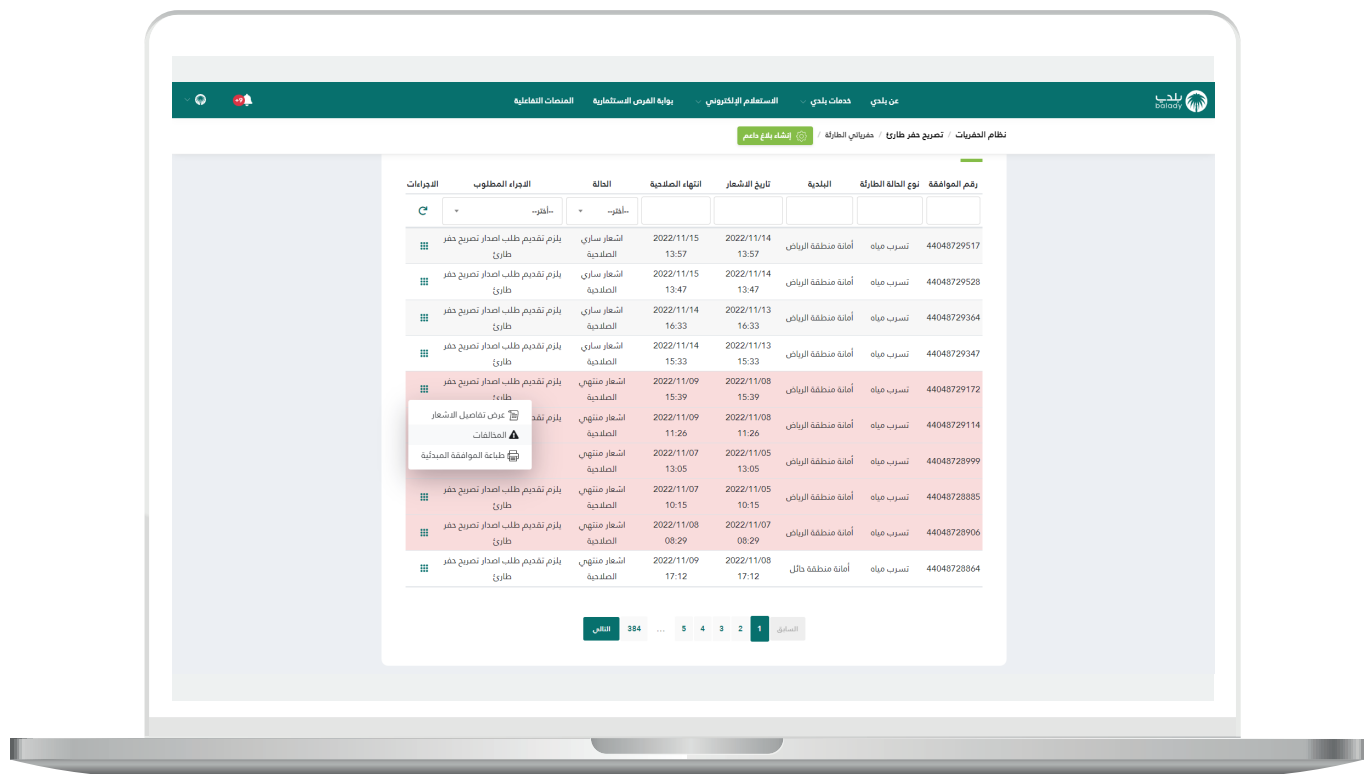 بلدي
balady
عن بلدي
خدمات بلدي
الاستعلام الإلكتروني
بوابة الفرص الاستثمارية
المنصات التفاعلية
+9
نظام الحفريات / تصريح حفر طارئ / حفرياتي الطارئة / إنشاء بلاغ داعم
رقم الموافقة نوع الحالة الطارئة البلدية تاريخ الاشعار انتهاء الصلاحية الحالة الاجراء المطلوب الاجراءات
--أختر-- --أختر--
44048729517 تسرب مياه أمانة منطقة الرياض 2022/11/14 2022/11/15 اشعار ساري يلزم تقديم طلب اصدار تصريح حفر
13:57 13:57 الصلاحية طارئ
44048729528 تسرب مياه أمانة منطقة الرياض 2022/11/14 2022/11/15 اشعار ساري يلزم تقديم طلب اصدار تصريح حفر
13:47 13:47 الصلاحية طارئ
44048729364 تسرب مياه أمانة منطقة الرياض 2022/11/13 2022/11/14 اشعار ساري يلزم تقديم طلب اصدار تصريح حفر
16:33 16:33 الصلاحية طارئ
44048729347 تسرب مياه أمانة منطقة الرياض 2022/11/13 2022/11/14 اشعار ساري يلزم تقديم طلب اصدار تصريح حفر
15:33 15:33 الصلاحية طارئ
44048729172 تسرب مياه أمانة منطقة الرياض 2022/11/08 2022/11/09 اشعار منتهي يلزم تقديم طلب اصدار تصريح حفر
15:39 15:39 الصلاحية طارئ
44048729114 تسرب مياه أمانة منطقة الرياض 2022/11/08 2022/11/09 اشعار منتهي يلزم
11:26 11:26 الصلاحية
44048728999 تسرب مياه أمانة منطقة الرياض 2022/11/05 2022/11/07 اشعار منتهي
13:05 13:05 الصلاحية
عرض تفاصيل الاشعار
المخالفات
طباعة الموافقة المبدئية
44048728885 تسرب مياه أمانة منطقة الرياض 2022/11/05 2022/11/07 اشعار منتهي يلزم تقديم طلب اصدار تصريح حفر
10:15 10:15 الصلاحية طارئ
44048728906 تسرب مياه أمانة منطقة الرياض 2022/11/07 2022/11/08 اشعار منتهي يلزم تقديم طلب اصدار تصريح حفر
08:29 08:29 الصلاحية طارئ
44048728864 تسرب مياه أمانة منطقة حائل 2022/11/08 2022/11/09 اشعار منتهي يلزم تقديم طلب اصدار تصريح حفر
17:12 17:12 الصلاحية طارئ
السابق 1 2 3 4 5 ... 384 التالي